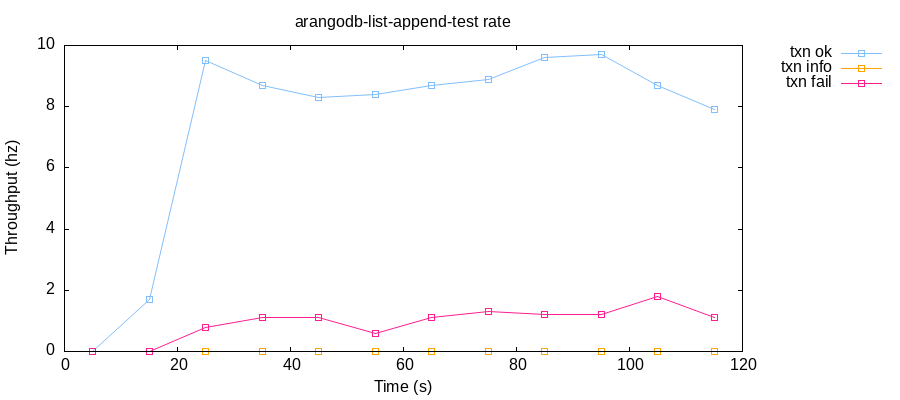 arangodb-list-append-test rate
txn ok
txn info
txn fail
Throughput (hz)
10
8
6
4
2
0
0 20 40 60 80 100 120
Time (s)